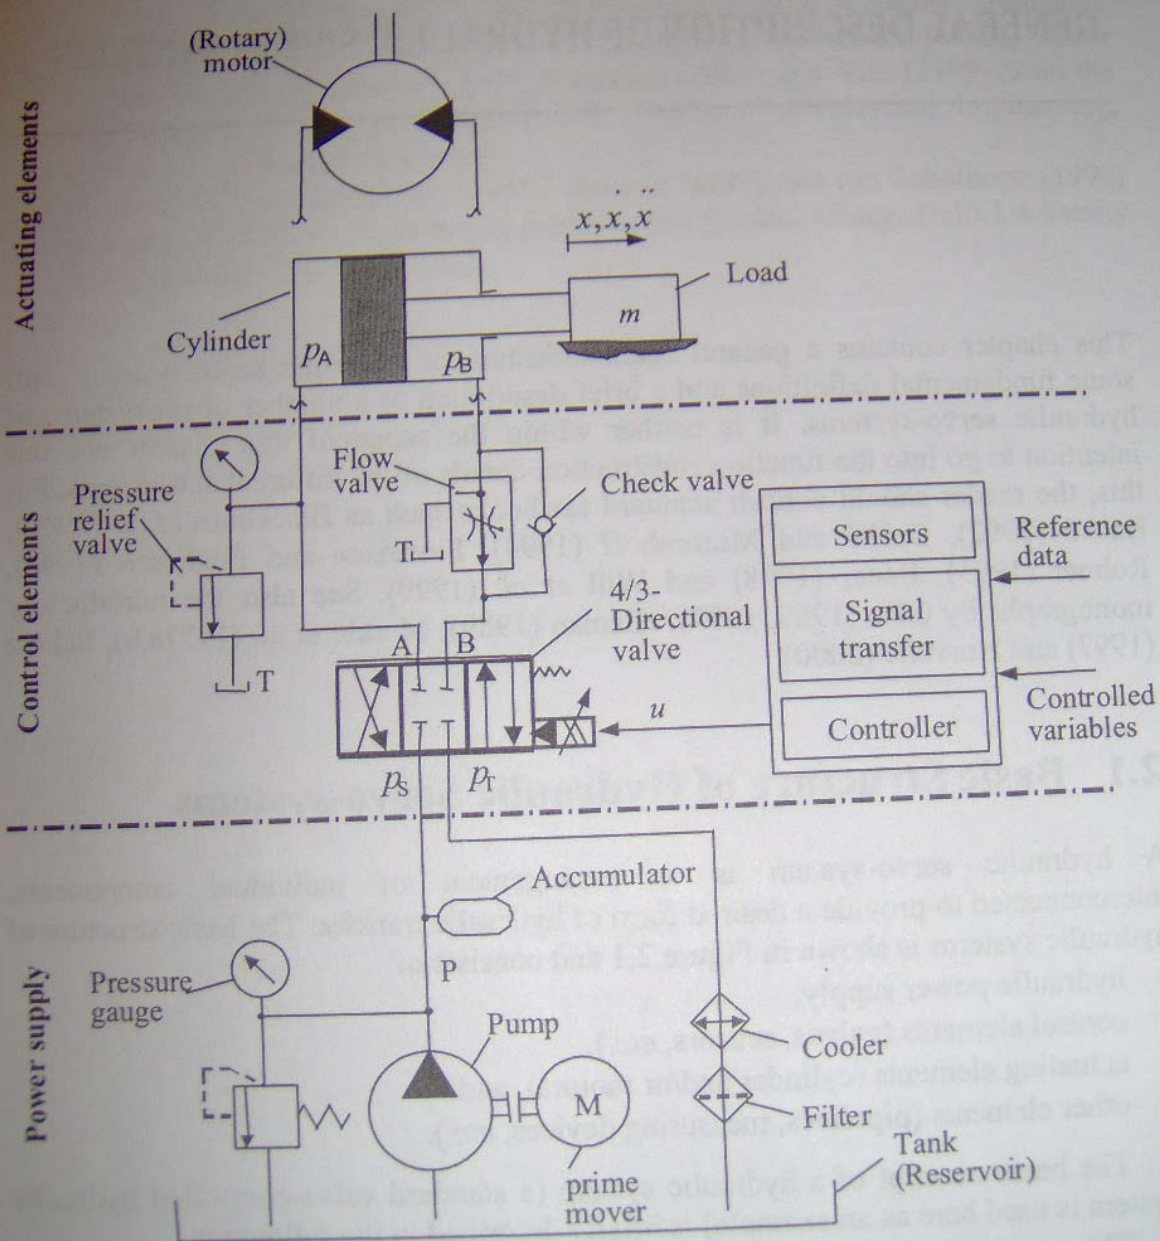 (Rotary)
motor
Actuating elements
x, x, x
Load
m
Cylinder
pA
pB
Flow
valve
Check valve
Pressure
relief
valve
T
T
Control elements
4/3-
Directional
valve
A B
Sensors
Signal
transfer
Controller
Reference
data
Controlled
variables
u
pS
pT
Accumulator
P
Pressure
gauge
Pump
M
prime
mover
Cooler
Filter
Tank
(Reservoir)
Power supply